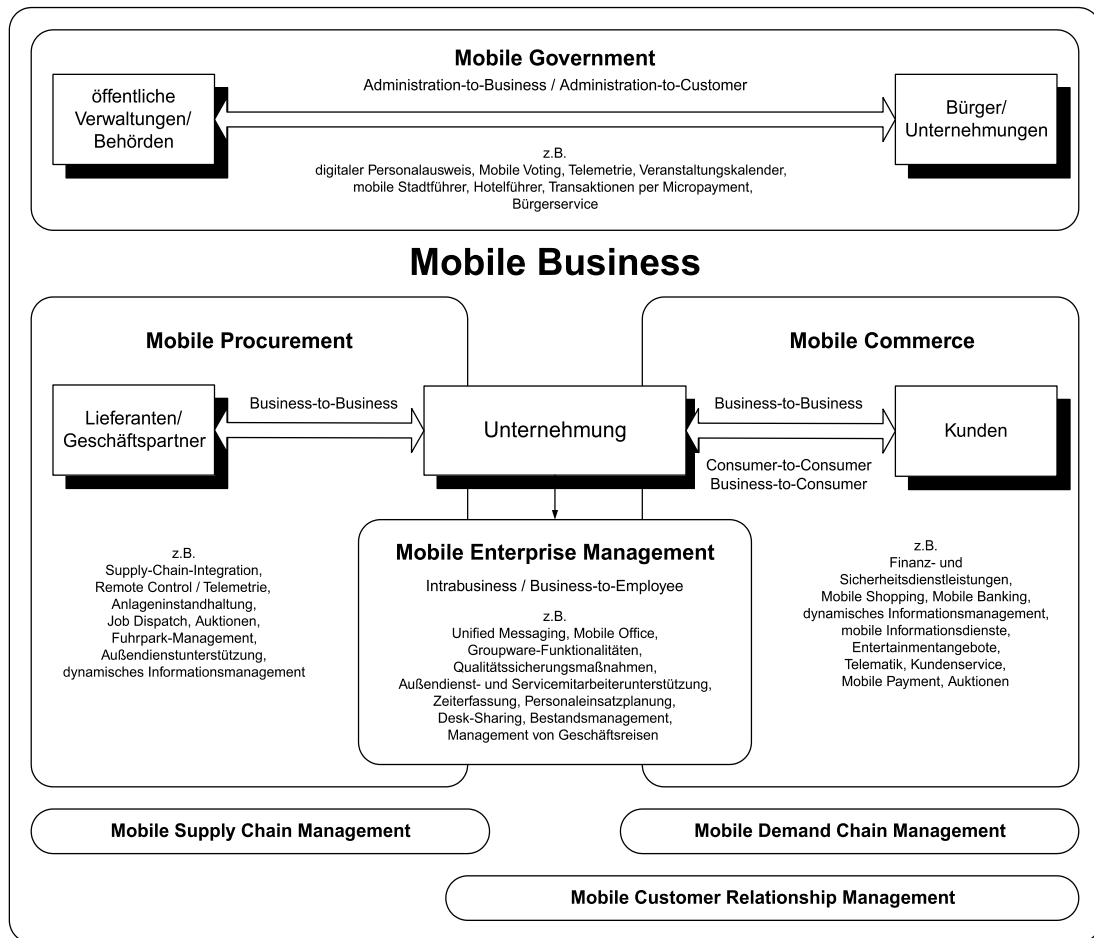 Mobile Government
Administration-to-Business / Administration-to-Customer
öffentliche
Verwaltungen/
Behörden
Bürger/
Unternehmungen
z.B.
digitaler Personalausweis, Mobile Voting, Telemetrie, Veranstaltungskalender,
mobile Stadtführer, Hotelführer, Transaktionen per Micropayment,
Bürgerservice
Mobile Business
Mobile Procurement
Lieferanten/
Geschäftspartner
Business-to-Business
Unternehmung
Mobile Commerce
Business-to-Business
Consumer-to-Consumer
Business-to-Consumer
Kunden
z.B.
Supply-Chain-Integration,
Remote Control / Telemetrie,
Anlageninstandhaltung,
Job Dispatch, Auktionen,
Fuhrpark-Management,
Außendienstunterstützung,
dynamisches Informationsmanagement
Mobile Enterprise Management
Intrabusiness / Business-to-Employee
z.B.
Unified Messaging, Mobile Office,
Groupware-Funktionalitäten,
Qualitätssicherungsmaßnahmen,
Außendienst- und Servicemitarbeiterunterstützung,
Zeiterfassung, Personaleinsatzplanung,
Desk-Sharing, Bestandsmanagement,
Management von Geschäftsreisen
z.B.
Finanz- und
Sicherheitsdienstleistungen,
Mobile Shopping, Mobile Banking,
dynamisches Informationsmanagement,
mobile Informationsdienste,
Entertainmentangebote,
Telematik, Kundenservice,
Mobile Payment, Auktionen
Mobile Supply Chain Management
Mobile Demand Chain Management
Mobile Customer Relationship Management